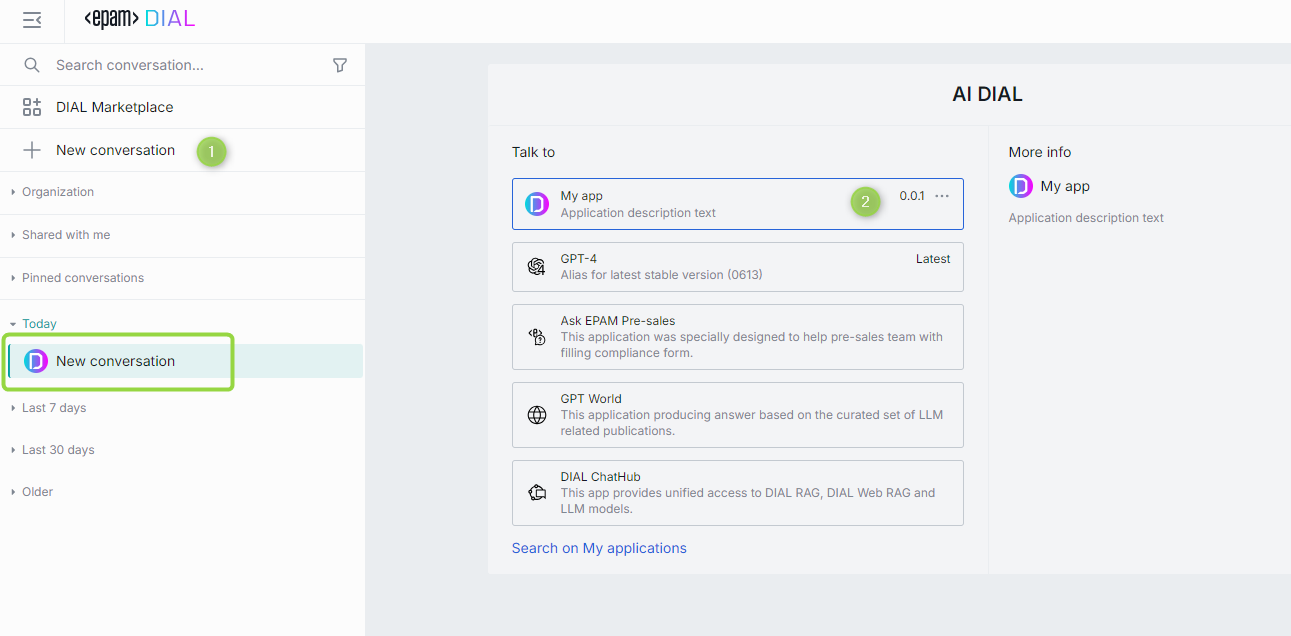 <epam> DIAL
Search conversation...
DIAL Marketplace
New conversation
1
Organization
Shared with me
Pinned conversations
Today
New conversation
Last 7 days
Last 30 days
Older
AI DIAL
Talk to
My app
2
0.0.1 ···
Application description text
GPT-4
Latest
Alias for latest stable version (0613)
Ask EPAM Pre-sales
This application was specially designed to help pre-sales team with
filling compliance form.
GPT World
This application producing answer based on the curated set of LLM
related publications.
DIAL ChatHub
This app provides unified access to DIAL RAG, DIAL Web RAG and
LLM models.
Search on My applications
More info
My app
Application description text